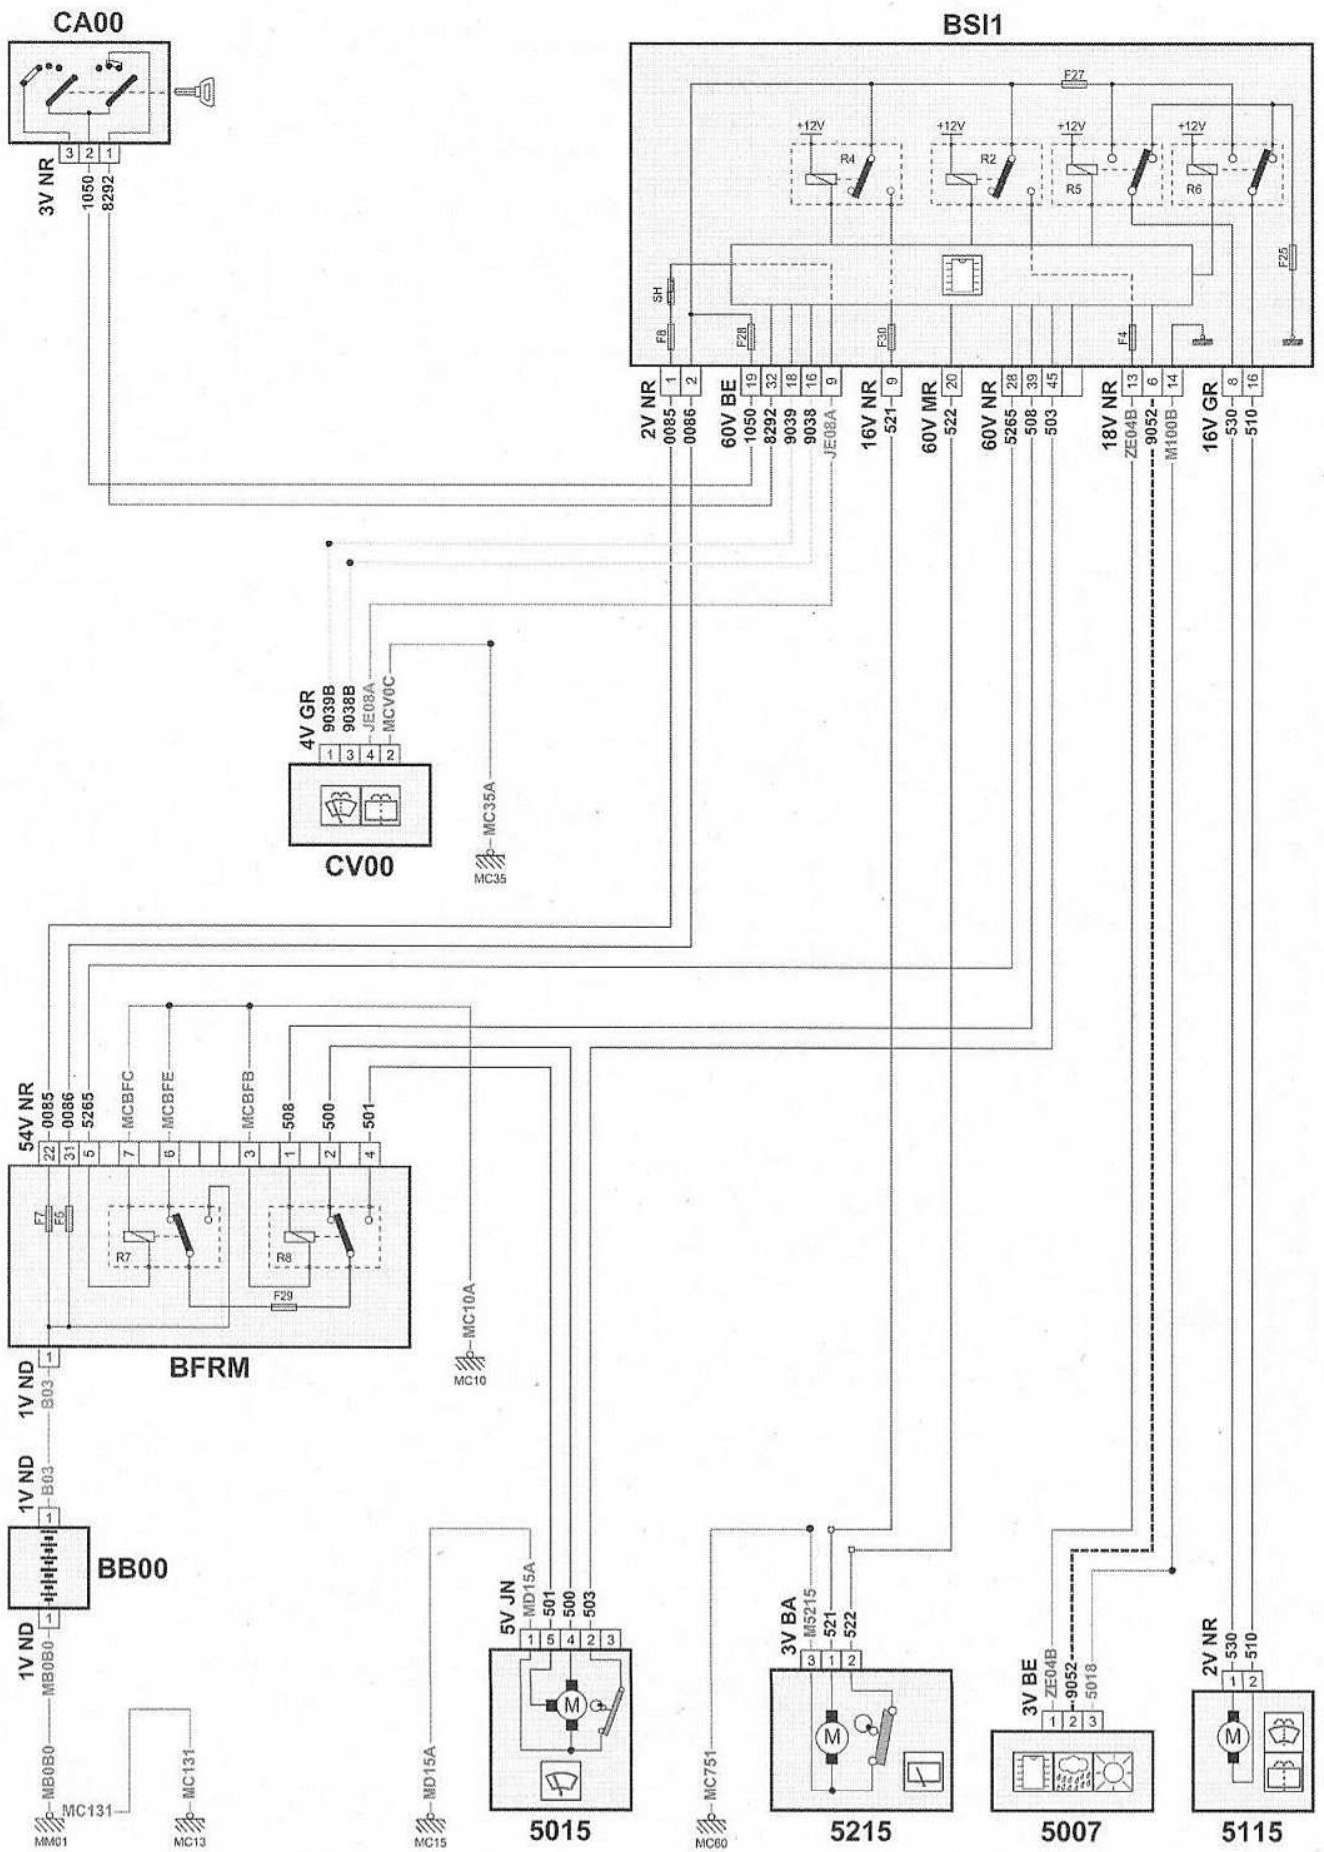 CA00
BSI1
F27
+12V
+12V
+12V
+12V
R4
R2
R5
R6
F25
SH
F8
F28
F30
F4
3 2 1
3V NR
1050
8292
1 2
19 32 18 16 9
9
20
28 39 45
13 6 14
8 16
2V NR
0085
0086
60V BE
1050
8292
9039
9038
JE08A
16V NR
521
60V MR
522
60V NR
5265
508
503
18V NR
ZE04B
9052
M100B
16V GR
530
510
4V GR
9039B
9038B
JE08A
MCV0C
1 3 4 2
CV00
MC35A
MC35
54V NR
0085
0086
5265
MCBFC
MCBFE
MCBFB
508
500
501
22 31 5 7 6 3 1 2 4
F7
F5
R7
R8
F29
BFRM
MC10A
MC10
1
1V ND
B03
1V ND
B03
1
BB00
1
1V ND
MB0B0
MB0B0
MC131
MC131
MM01
MC13
MD15A
MC15
5V JN
MD15A
501
500
503
1 5 4 2 3
M
5015
MC751
MC60
3V BA
M5215
521
522
3 1 2
M
5215
3V BE
ZE04B
9052
5018
1 2 3
5007
2V NR
530
510
1 2
M
5115